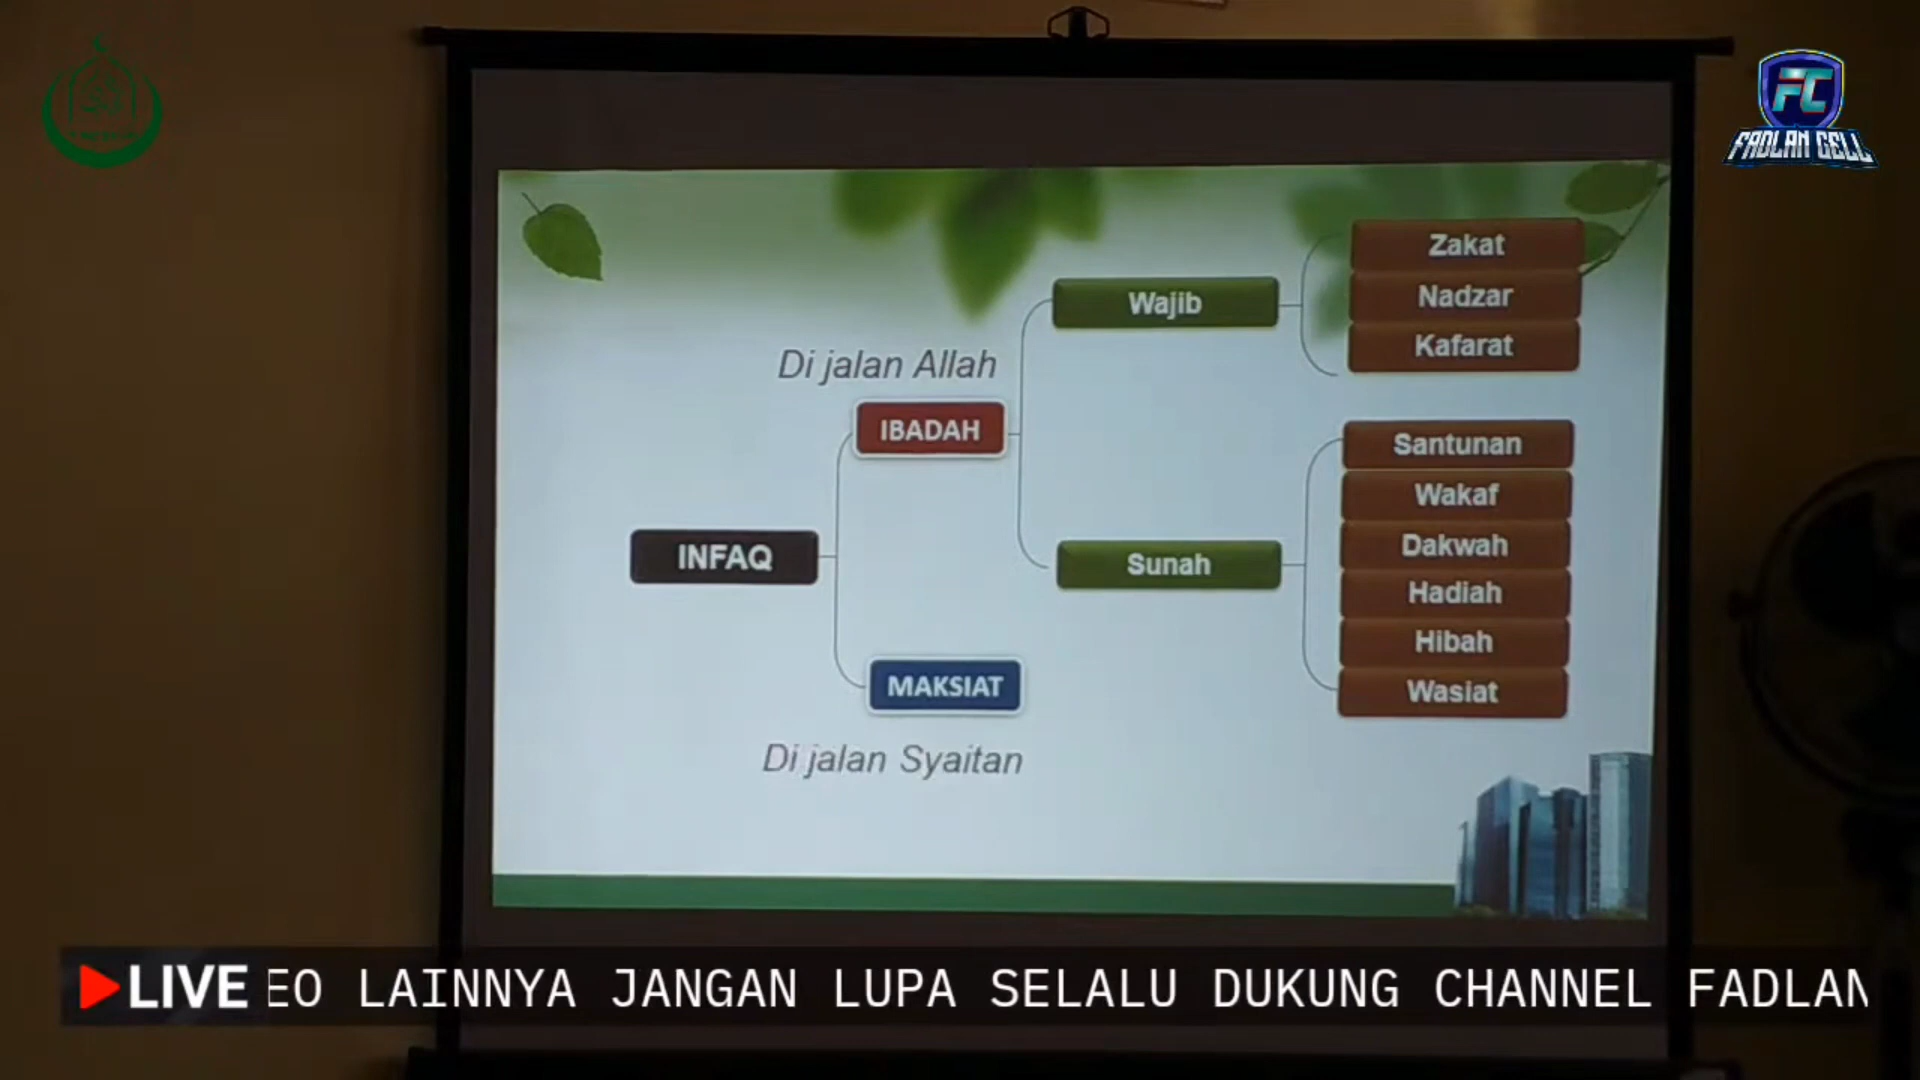 FADLAN GELL
Zakat
Wajib
Nadzar
Kafarat
Di jalan Allah
IBADAH
Santunan
Wakaf
Dakwah
INFAQ
Sunah
Hadiah
Hibah
MAKSIAT
Wasiat
Di jalan Syaitan
LIVE EO LAINNYA JANGAN LUPA SELALU DUKUNG CHANNEL FADLAN